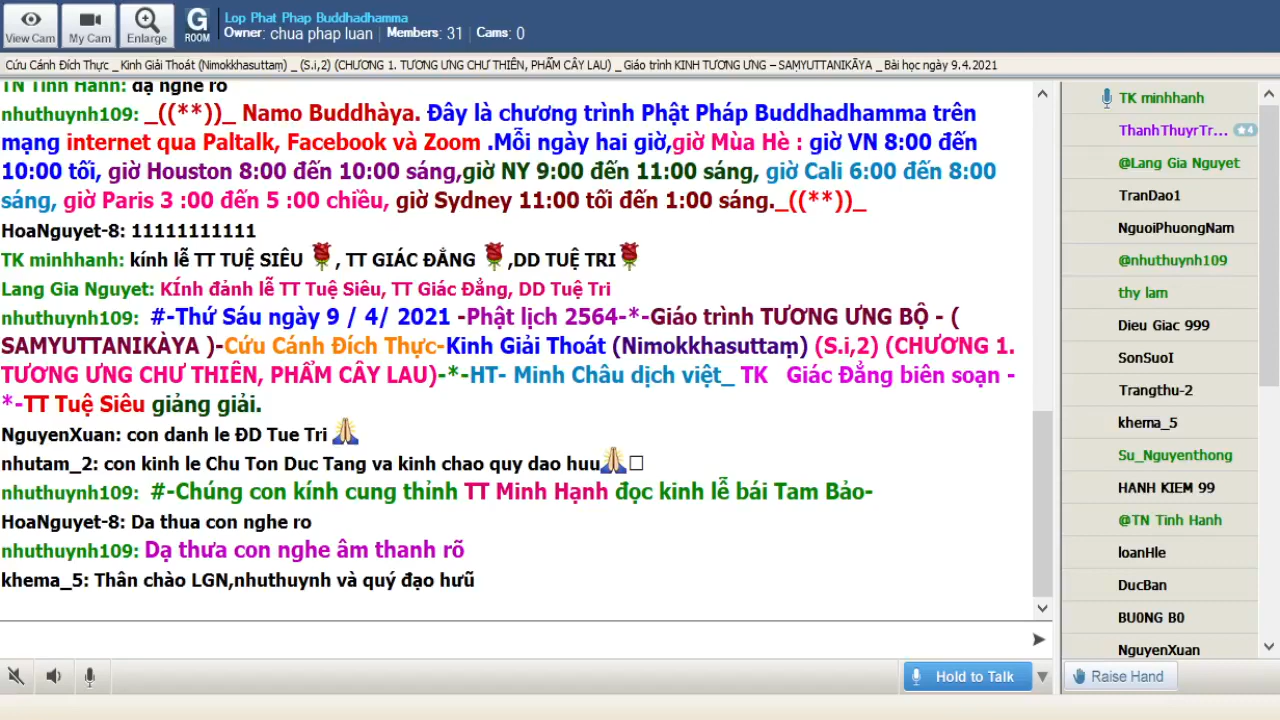 View Cam
My Cam
Enlarge
G
ROOM
Lop Phat Phap Buddhadhamma
Owner: chua phap luan Members: 31 Cams: 0
Cứu Cánh Đích Thực _Kinh Giải Thoát (Nimokkhasuttaṃ) _ (S.i,2) (CHƯƠNG 1. TƯƠNG ƯNG CHƯ THIÊN, PHẨM CÂY LAU) _Giáo trình KINH TƯƠNG ƯNG – SAṂYUTTANIKĀYA _Bài học ngày 9.4.2021
TN Tinh Hanh: dạ nghe rõ
nhuthuynh109: _((**))_ Namo Buddhàya. Đây là chương trình Phật Pháp Buddhadhamma trên
mạng internet qua Paltalk, Facebook và Zoom .Mỗi ngày hai giờ,giờ Mùa Hè : giờ VN 8:00 đến
10:00 tối, giờ Houston 8:00 đến 10:00 sáng,giờ NY 9:00 đến 11:00 sáng, giờ Cali 6:00 đến 8:00
sáng, giờ Paris 3 :00 đến 5 :00 chiều, giờ Sydney 11:00 tối đến 1:00 sáng._((**))_
HoaNguyet-8: 11111111111
TK minhhanh: kính lễ TT TUỆ SIÊU 🌹, TT GIÁC ĐẲNG 🌹,DD TUỆ TRI🌹
Lang Gia Nguyet: KÍnh đảnh lễ TT Tuệ Siêu, TT Giác Đẳng, DD Tuệ Tri
nhuthuynh109: #-Thứ Sáu ngày 9 / 4/ 2021 -Phật lịch 2564-*-Giáo trình TƯƠNG ƯNG BỘ - (
SAMYUTTANIKÀYA )-Cứu Cánh Đích Thực-Kinh Giải Thoát (Nimokkhasuttaṃ) (S.i,2) (CHƯƠNG 1.
TƯƠNG ƯNG CHƯ THIÊN, PHẨM CÂY LAU)-*-HT- Minh Châu dịch việt_ TK Giác Đẳng biên soạn -
*-TT Tuệ Siêu giảng giải.
NguyenXuan: con danh le ĐD Tue Tri 🙏
nhutam_2: con kinh le Chu Ton Duc Tang va kinh chao quy dao huu🙏□
nhuthuynh109: #-Chúng con kính cung thỉnh TT Minh Hạnh đọc kinh lễ bái Tam Bảo-
HoaNguyet-8: Da thua con nghe ro
nhuthuynh109: Dạ thưa con nghe âm thanh rõ
khema_5: Thân chào LGN,nhuthuynh và quý đạo hưũ
Hold to Talk
TK minhhanh
ThanhThuyrTr... 4
@Lang Gia Nguyet
TranDao1
NguoiPhuongNam
@nhuthuynh109
thy lam
Dieu Giac 999
SonSuoI
Trangthu-2
khema_5
Su_Nguyenthong
HANH KIEM 99
@TN Tinh Hanh
loanHle
DucBan
BU0NG B0
NguyenXuan
Raise Hand